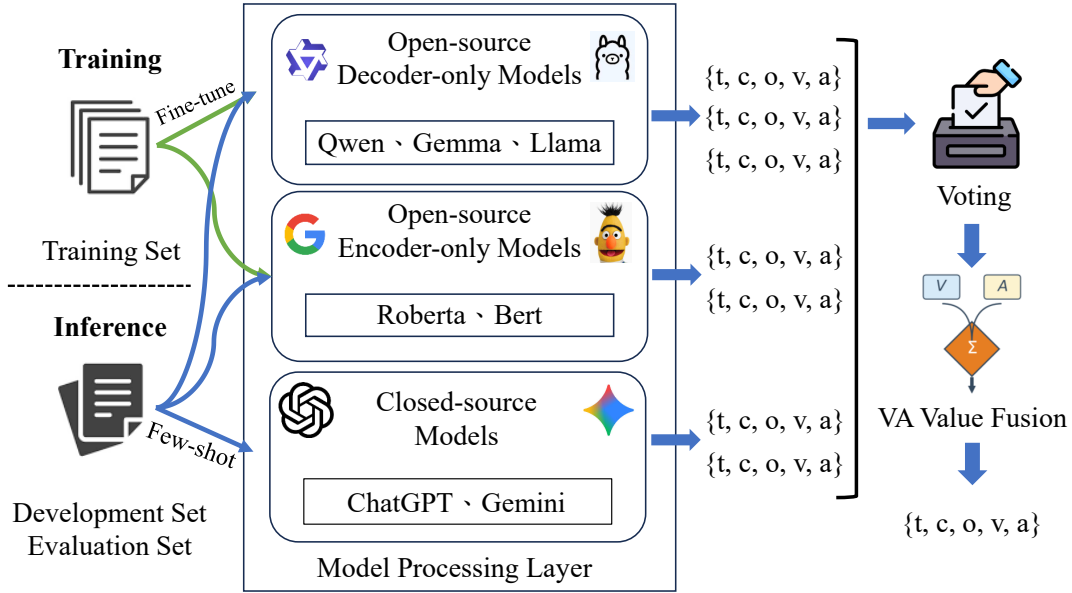 Training
Fine-tune
Training Set
Inference
Few-shot
Development Set
Evaluation Set
Open-source
Decoder-only Models
Qwen、Gemma、Llama
Open-source
Encoder-only Models
Roberta、Bert
Closed-source
Models
ChatGPT、Gemini
Model Processing Layer
{t, c, o, v, a}
{t, c, o, v, a}
{t, c, o, v, a}
{t, c, o, v, a}
{t, c, o, v, a}
{t, c, o, v, a}
{t, c, o, v, a}
Voting
V
A
Σ
VA Value Fusion
{t, c, o, v, a}